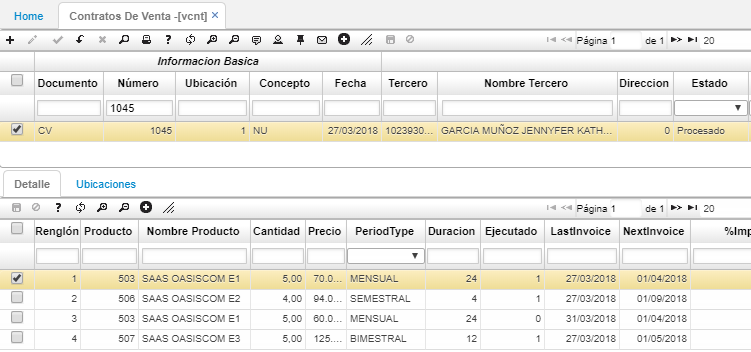 Home Contratos De Venta -[vcnt] ×
Página 1 de 1 20
Informacion Basica
Documento Número Ubicación Concepto Fecha Tercero Nombre Tercero Direccion Estado
1045
CV 1045 1 NU 27/03/2018 1023930... GARCIA MUÑOZ JENNYFER KATH... 0 Procesado
Detalle Ubicaciones
Página 1 de 1 20
Renglón Producto Nombre Producto Cantidad Precio PeriodType Duracion Ejecutado LastInvoice NextInvoice %Imp
1 503 SAAS OASISCOM E1 5,00 70.0... MENSUAL 24 1 27/03/2018 01/04/2018
2 506 SAAS OASISCOM E2 4,00 94.0... SEMESTRAL 4 1 27/03/2018 01/09/2018
3 503 SAAS OASISCOM E1 5,00 60.0... MENSUAL 24 0 31/03/2018 01/04/2018
4 507 SAAS OASISCOM E3 5,00 125.... BIMESTRAL 12 1 27/03/2018 01/05/2018